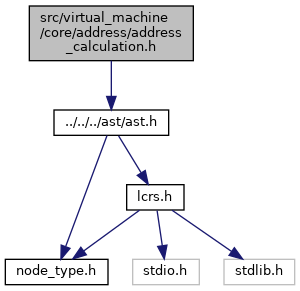 src/virtual_machine
/core/address/address
_calculation.h
../../../ast/ast.h
lcrs.h
node_type.h
stdio.h
stdlib.h